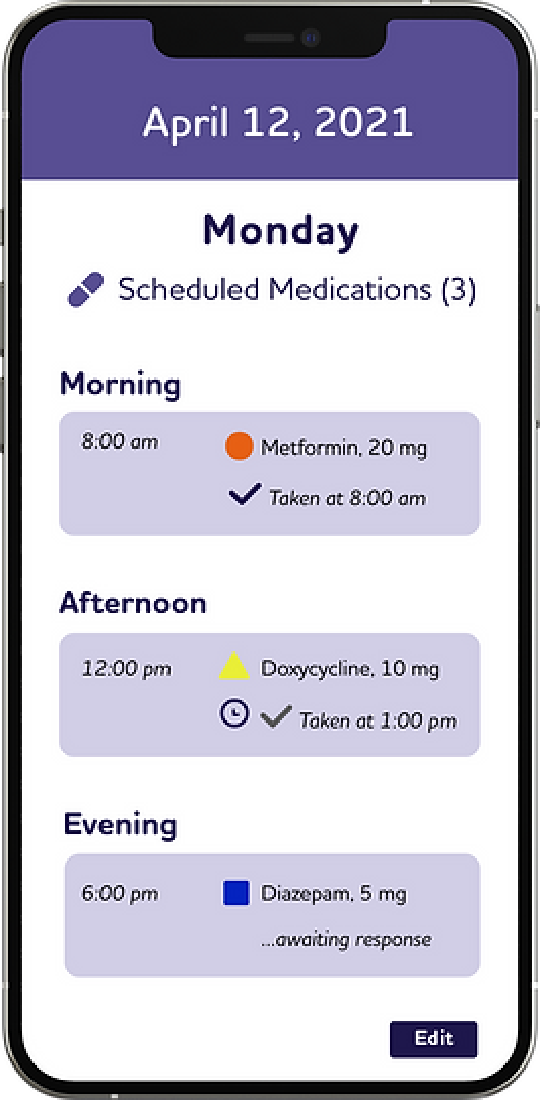 April 12, 2021
Monday
Scheduled Medications (3)
Morning
8:00 am
Metformin, 20 mg
Taken at 8:00 am
Afternoon
12:00 pm
Doxycycline, 10 mg
Taken at 1:00 pm
Evening
6:00 pm
Diazepam, 5 mg
...awaiting response
Edit